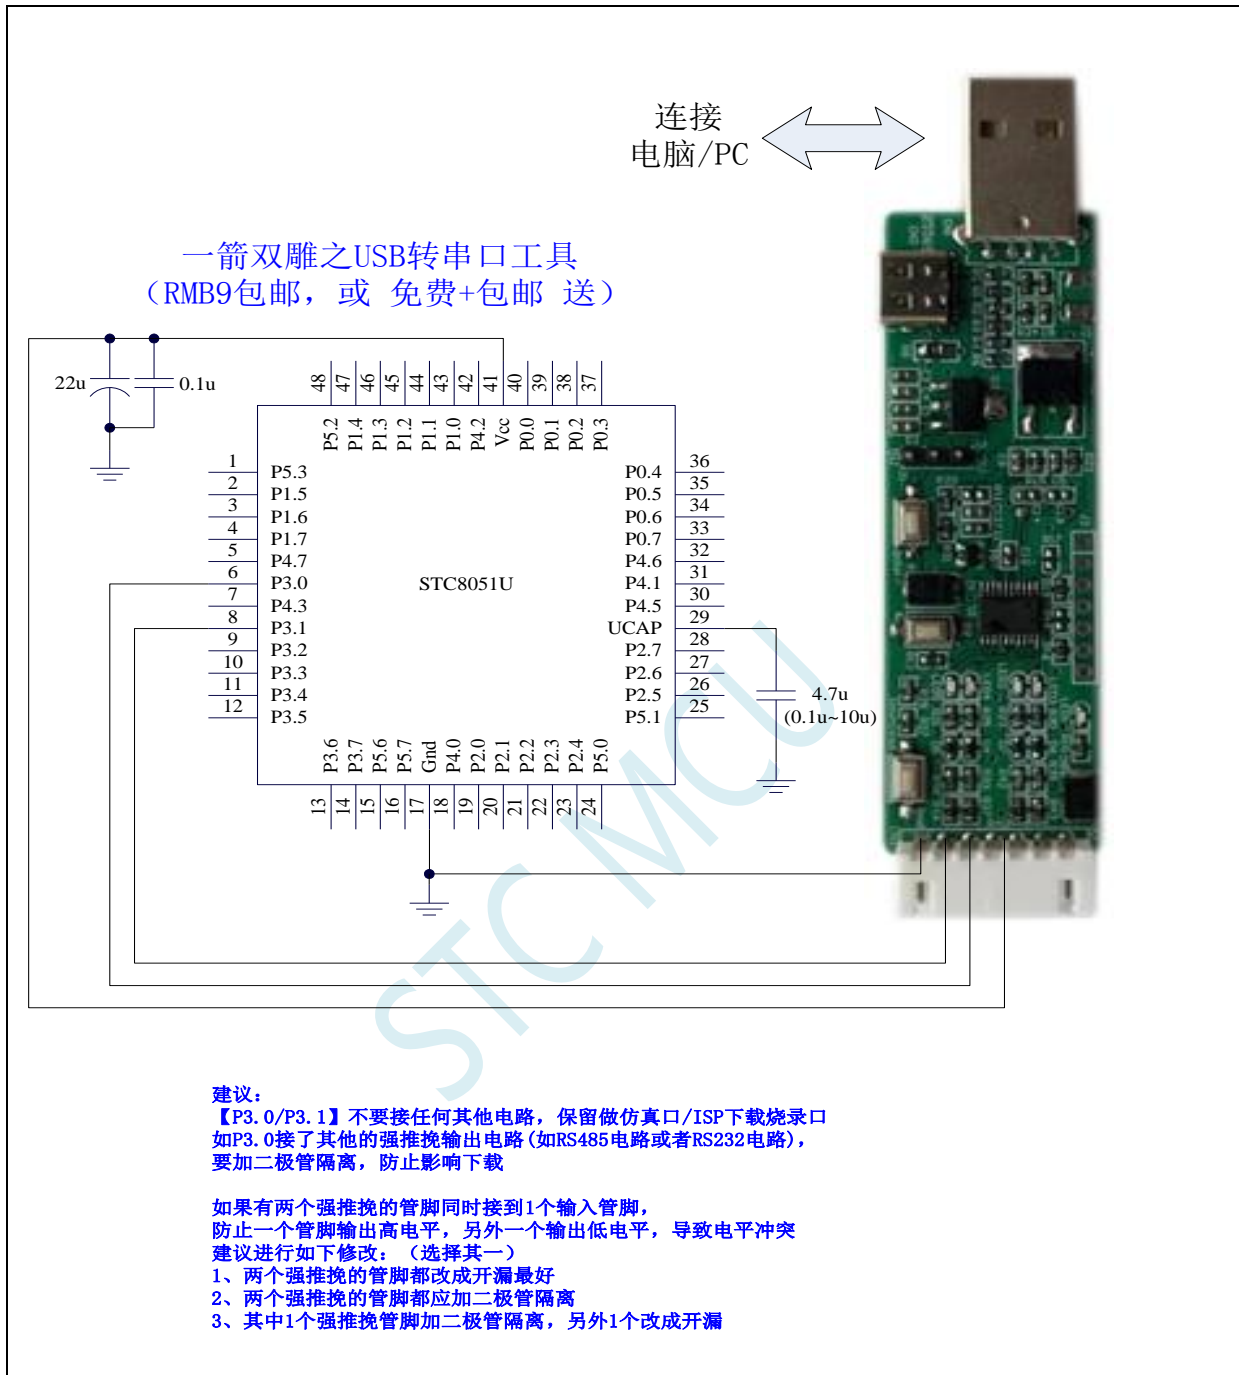 连接
电脑/PC
一箭双雕之USB转串口工具
（RMB9包邮，或 免费+包邮 送）
22u
0.1u
48
47
46
45
44
43
42
41
40
39
38
37
P5.2
P1.4
P1.3
P1.2
P1.1
P1.0
P4.2
Vcc
P0.0
P0.1
P0.2
P0.3
1 P5.3
2 P1.5
3 P1.6
4 P1.7
5 P4.7
6 P3.0
7 P4.3
8 P3.1
9 P3.2
10 P3.3
11 P3.4
12 P3.5
STC8051U
P0.4 36
P0.5 35
P0.6 34
P0.7 33
P4.6 32
P4.1 31
P4.5 30
UCAP 29
P2.7 28
P2.6 27
P2.5 26
P5.1 25
4.7u
(0.1u~10u)
P3.6
P3.7
P5.6
P5.7
Gnd
P4.0
P2.0
P2.1
P2.2
P2.3
P2.4
P5.0
13
14
15
16
17
18
19
20
21
22
23
24
STC MCU
建议：
【P3.0/P3.1】不要接任何其他电路，保留做仿真口/ISP下载烧录口
如P3.0接了其他的强推挽输出电路(如RS485电路或者RS232电路)，
要加二极管隔离，防止影响下载
如果有两个强推挽的管脚同时接到1个输入管脚，
防止一个管脚输出高电平，另外一个输出低电平，导致电平冲突
建议进行如下修改：（选择其一）
1、两个强推挽的管脚都改成开漏最好
2、两个强推挽的管脚都应加二极管隔离
3、其中1个强推挽管脚加二极管隔离，另外1个改成开漏